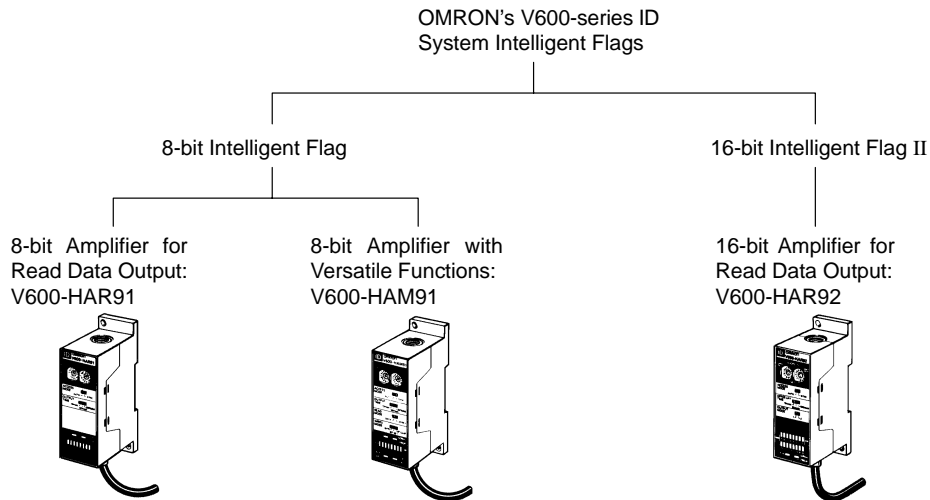 OMRON's V600-series ID
System Intelligent Flags
8-bit Intelligent Flag
16-bit Intelligent Flag II
8-bit Amplifier for
Read Data Output:
V600-HAR91
8-bit Amplifier with
Versatile Functions:
V600-HAM91
16-bit Amplifier for
Read Data Output:
V600-HAR92